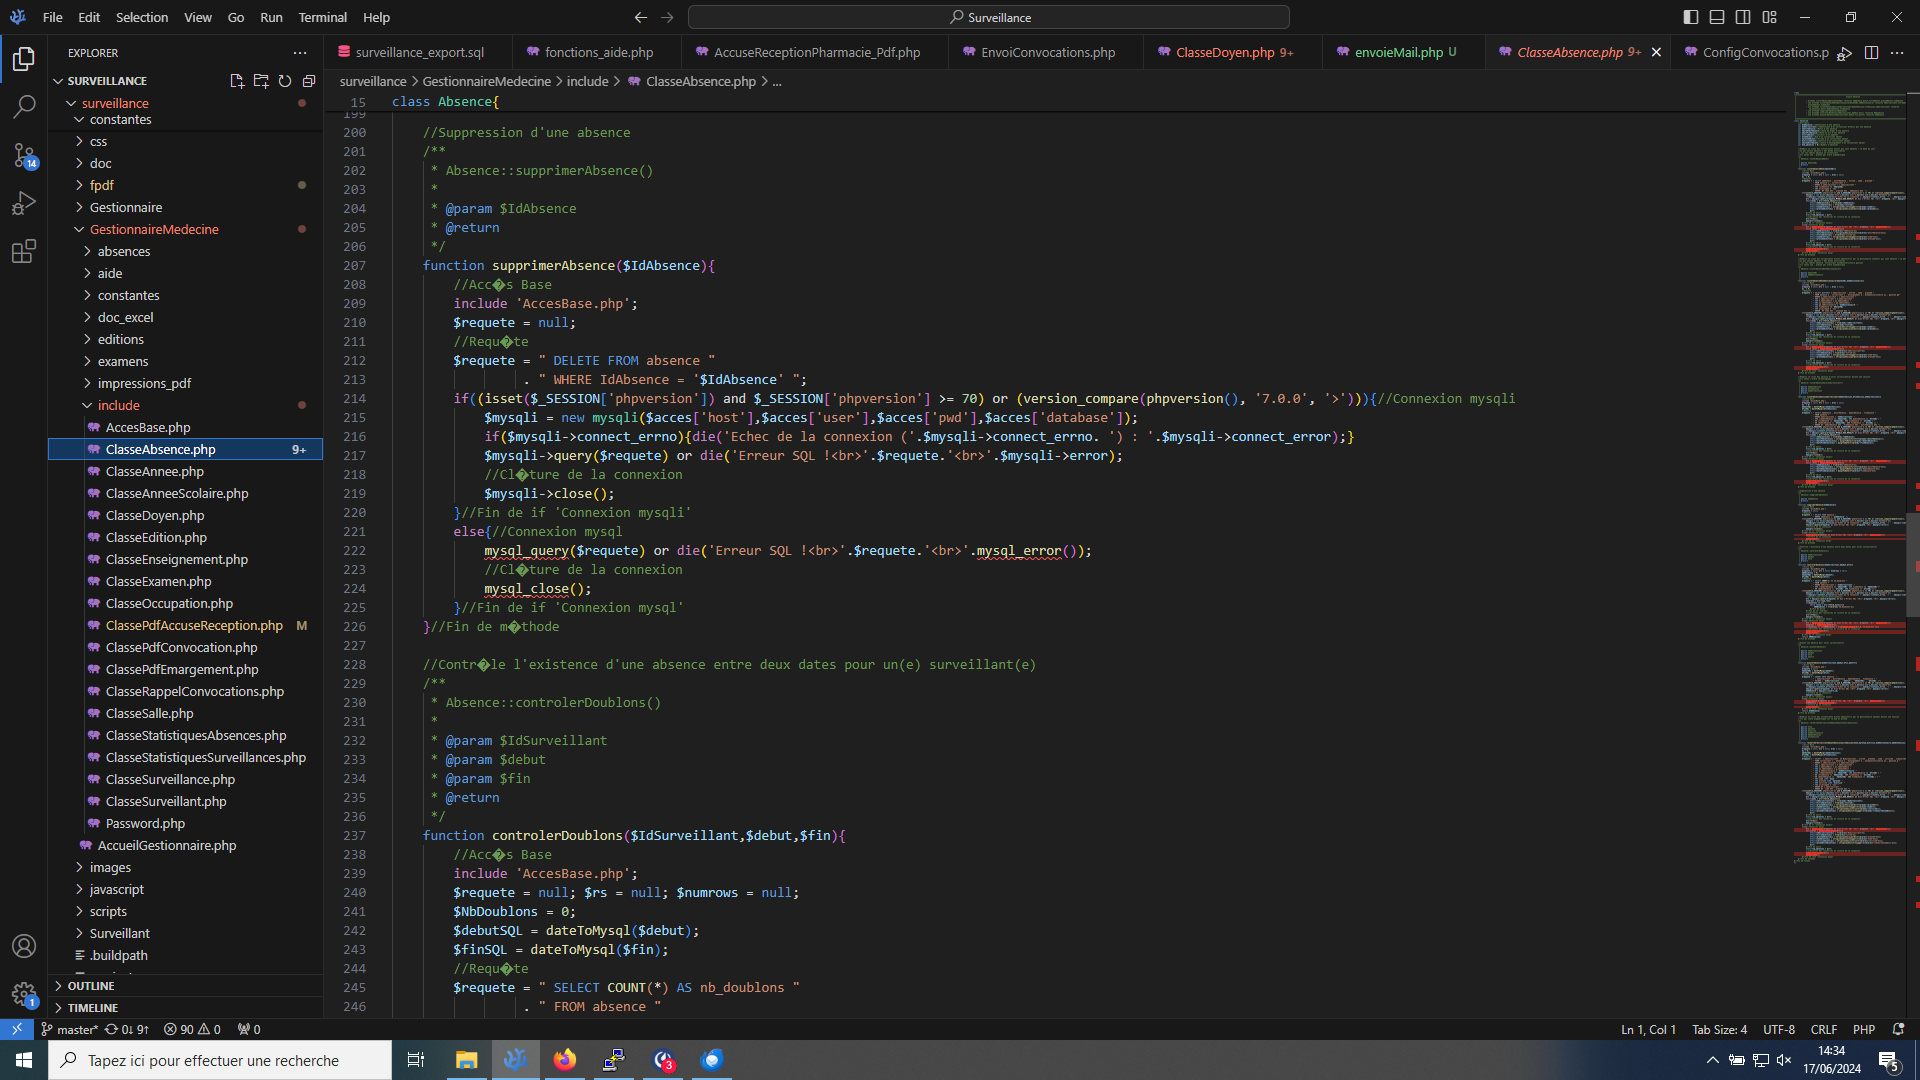 File Edit Selection View Go Run Terminal Help
Surveillance
EXPLORER
SURVEILLANCE
surveillance
constantes
css
doc
fpdf
Gestionnaire
GestionnaireMedecine
absences
aide
constantes
doc_excel
editions
examens
impressions_pdf
include
AccesBase.php
ClasseAbsence.php 9+
ClasseAnnee.php
ClasseAnneeScolaire.php
ClasseDoyen.php
ClasseEdition.php
ClasseEnseignement.php
ClasseExamen.php
ClasseOccupation.php
ClassePdfAccuseReception.php M
ClassePdfConvocation.php
ClassePdfEmargement.php
ClasseRappelConvocations.php
ClasseSalle.php
ClasseStatistiquesAbsences.php
ClasseStatistiquesSurveillances.php
ClasseSurveillance.php
ClasseSurveillant.php
Password.php
AccueilGestionnaire.php
images
javascript
scripts
Surveillant
.buildpath
OUTLINE
TIMELINE
14
1
surveillance_export.sql fonctions_aide.php AccuseReceptionPharmacie_Pdf.php EnvoiConvocations.php ClasseDoyen.php 9+ envoieMail.php U ClasseAbsence.php 9+ ConfigConvocations.p
surveillance > GestionnaireMedecine > include > ClasseAbsence.php > ...
15 class Absence{
199
200 //Suppression d'une absence
201 /**
202 * Absence::supprimerAbsence()
203 *
204 * @param $IdAbsence
205 * @return
206 */
207 function supprimerAbsence($IdAbsence){
208 //Acc�s Base
209 include 'AccesBase.php';
210 $requete = null;
211 //Requ�te
212 $requete = " DELETE FROM absence "
213 . " WHERE IdAbsence = '$IdAbsence' ";
214 if((isset($_SESSION['phpversion']) and $_SESSION['phpversion'] >= 70) or (version_compare(phpversion(), '7.0.0', '>'))){//Connexion mysqli
215 $mysqli = new mysqli($acces['host'],$acces['user'],$acces['pwd'],$acces['database']);
216 if($mysqli->connect_errno){die('Echec de la connexion ('.$mysqli->connect_errno. ') : '.$mysqli->connect_error);}
217 $mysqli->query($requete) or die('Erreur SQL !<br>'.$requete.'<br>'.$mysqli->error);
218 //Cl�ture de la connexion
219 $mysqli->close();
220 }//Fin de if 'Connexion mysqli'
221 else{//Connexion mysql
222 mysql_query($requete) or die('Erreur SQL !<br>'.$requete.'<br>'.mysql_error());
223 //Cl�ture de la connexion
224 mysql_close();
225 }//Fin de if 'Connexion mysql'
226 }//Fin de m�thode
227
228 //Contr�le l'existence d'une absence entre deux dates pour un(e) surveillant(e)
229 /**
230 * Absence::controlerDoublons()
231 *
232 * @param $IdSurveillant
233 * @param $debut
234 * @param $fin
235 * @return
236 */
237 function controlerDoublons($IdSurveillant,$debut,$fin){
238 //Acc�s Base
239 include 'AccesBase.php';
240 $requete = null; $rs = null; $numrows = null;
241 $NbDoublons = 0;
242 $debutSQL = dateToMysql($debut);
243 $finSQL = dateToMysql($fin);
244 //Requ�te
245 $requete = " SELECT COUNT(*) AS nb_doublons "
246 . " FROM absence "
master* 0↓ 9↑ 90 0 0
Ln 1, Col 1 Tab Size: 4 UTF-8 CRLF PHP
Tapez ici pour effectuer une recherche
3
14:34
17/06/2024
5